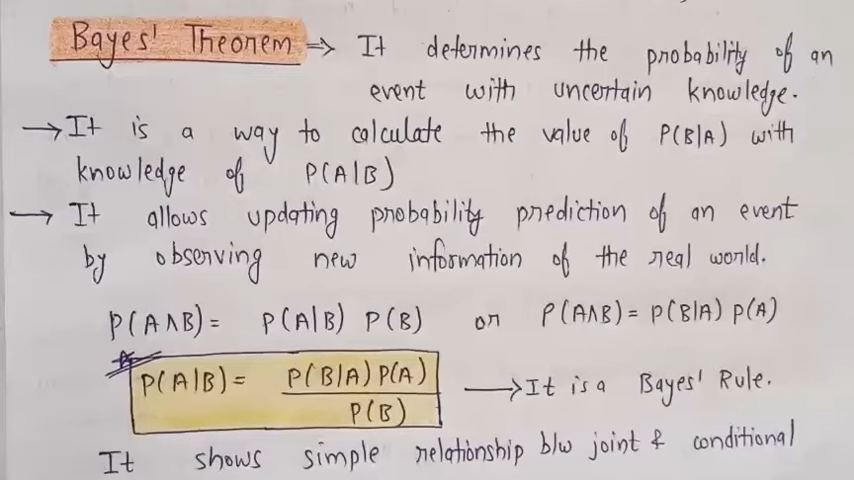 Bayes' Theorem ⇒ It determines the probability of an
event with uncertain knowledge.
→ It is a way to calculate the value of P(B|A) with
knowledge of P(A|B)
→ It allows updating probability prediction of an event
by observing new information of the real world.
P(A∧B) = P(A|B) P(B) or P(A∧B) = P(B|A) P(A)
P(A|B) = P(B|A) P(A) / P(B) → It is a Bayes' Rule.
It shows simple relationship b/w joint & conditional